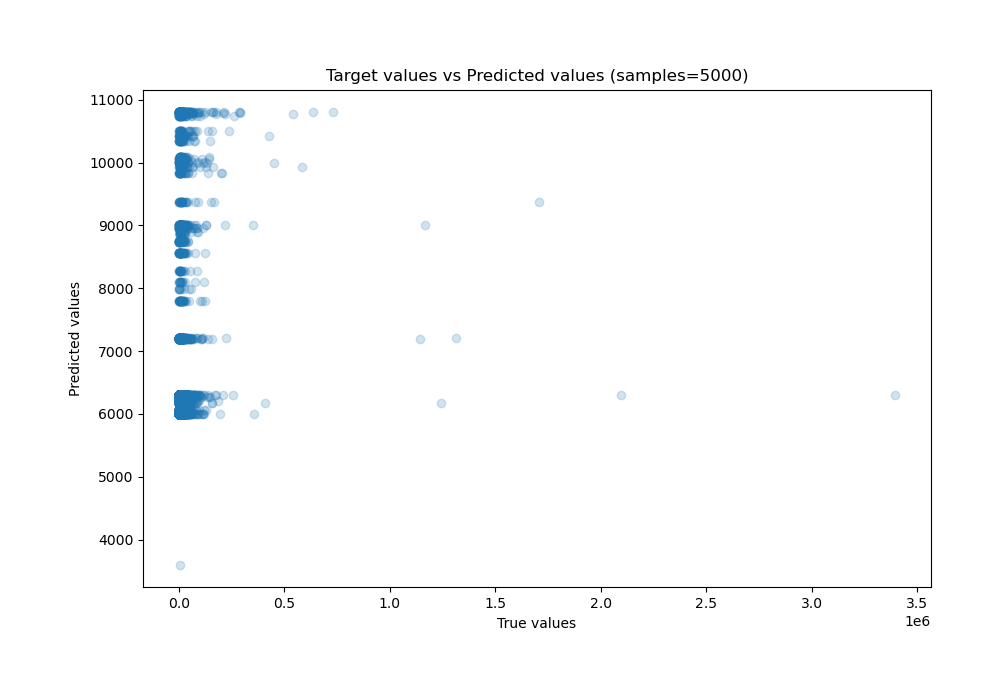 Target values vs Predicted values (samples=5000)
11000
10000
9000
8000
7000
6000
5000
4000
Predicted values
0.0 0.5 1.0 1.5 2.0 2.5 3.0 3.5
1e6
True values